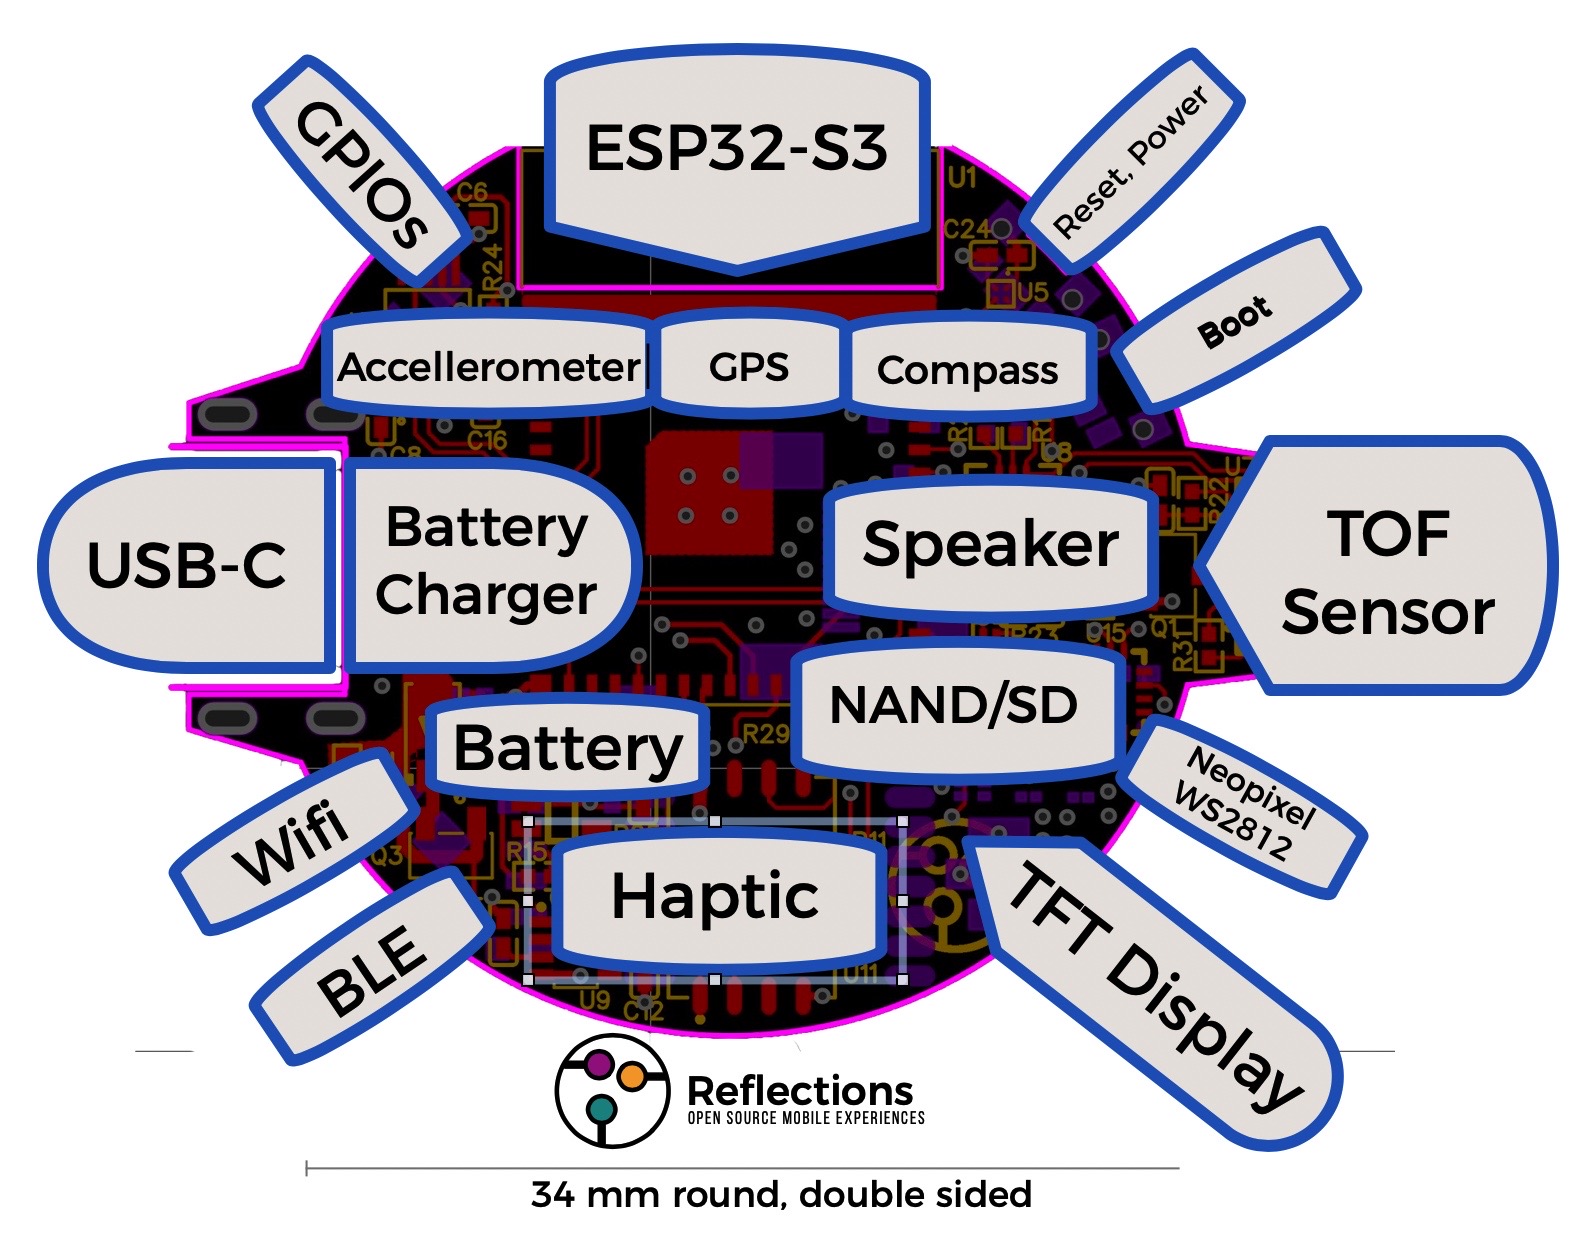 GPIOs
ESP32-S3
Reset, Power
C6
U1
R24
C24
U5
Boot
Accellerometer
GPS
Compass
C16
C8
USB-C
Battery
Charger
Speaker
R22
TOF
Sensor
R23
U15
Q1
R31
NAND/SD
Battery
R29
Neopixel
WS2812
Wifi
Q3
R15
R11
Haptic
TFT Display
BLE
U11
U9
C12
Reflections
OPEN SOURCE MOBILE EXPERIENCES
34 mm round, double sided